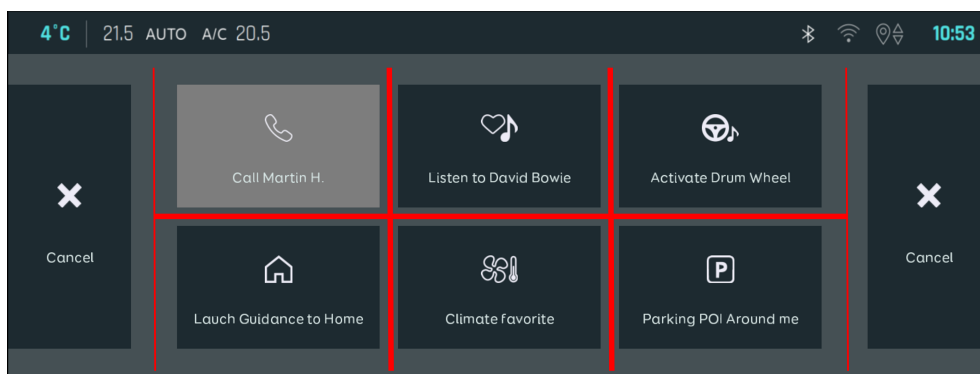 4°C 21.5 AUTO A/C 20.5 10:53
Cancel
Call Martin H.
Listen to David Bowie
Activate Drum Wheel
Cancel
Lauch Guidance to Home
Climate favorite
P
Parking POI Around me